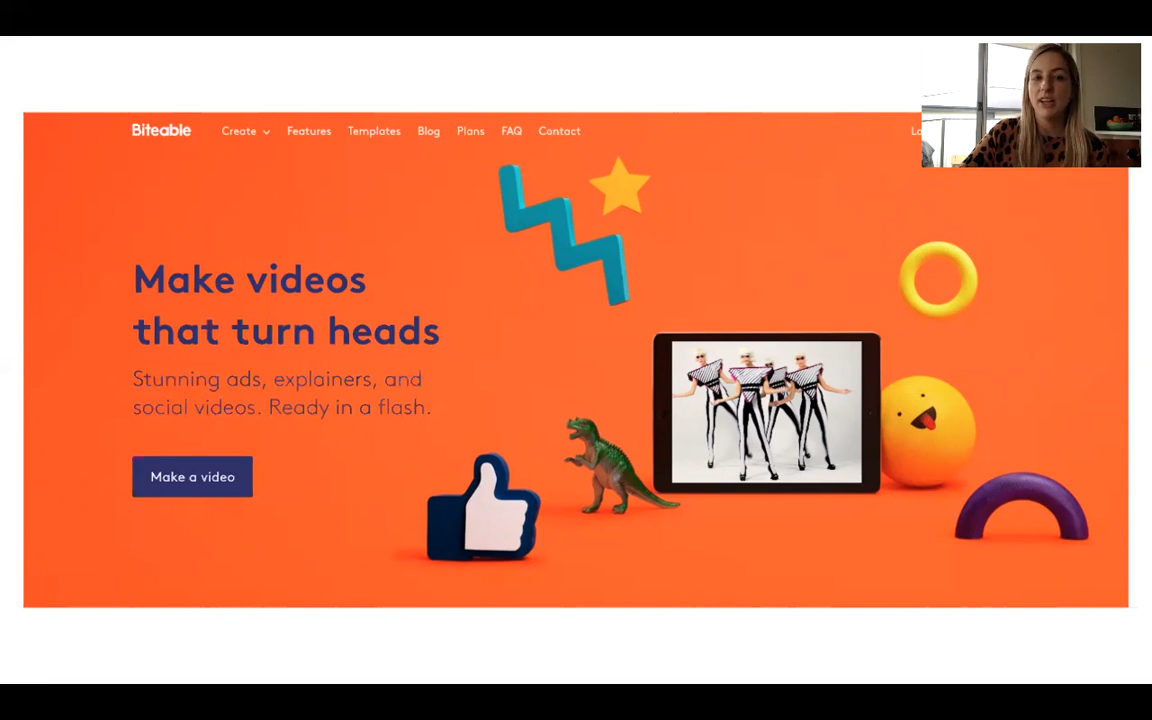 Biteable
Create
Features
Templates
Blog
Plans
FAQ
Contact
Make videos
that turn heads
Stunning ads, explainers, and
social videos. Ready in a flash.
Make a video